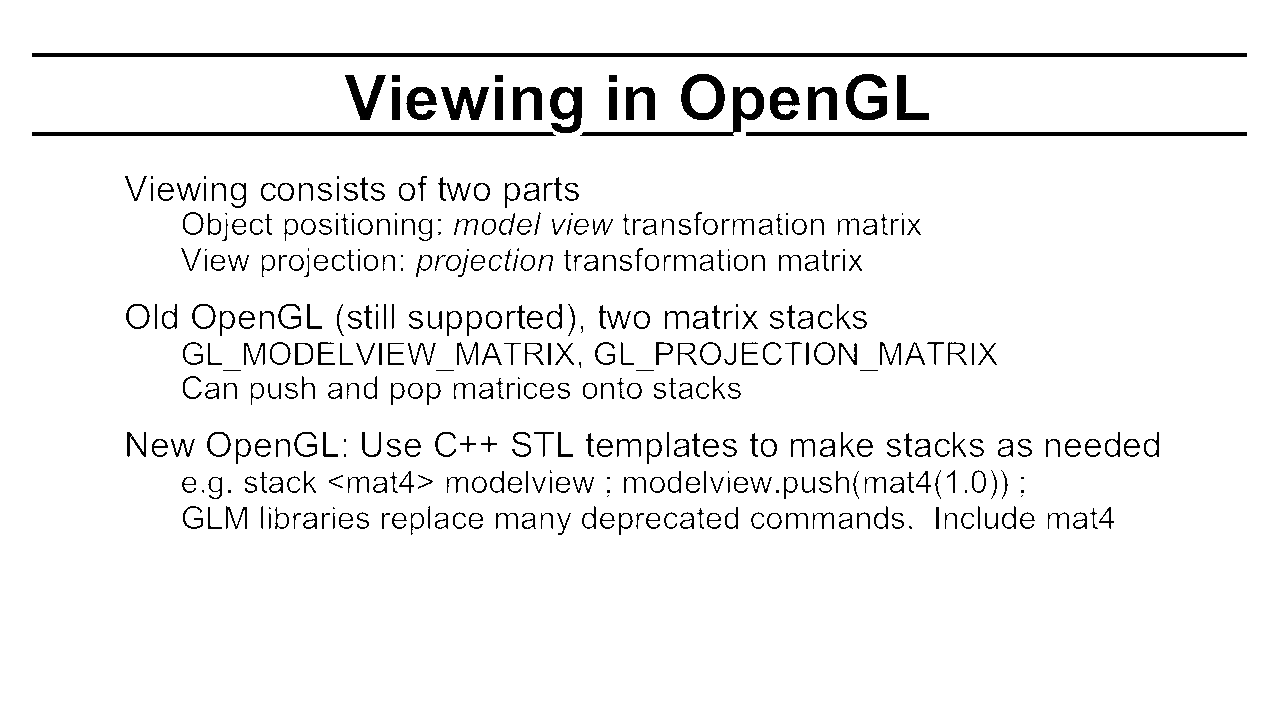 Viewing in OpenGL
Viewing consists of two parts
Object positioning: model view transformation matrix
View projection: projection transformation matrix
Old OpenGL (still supported), two matrix stacks
GL_MODELVIEW_MATRIX, GL_PROJECTION_MATRIX
Can push and pop matrices onto stacks
New OpenGL: Use C++ STL templates to make stacks as needed
e.g. stack <mat4> modelview ; modelview.push(mat4(1.0)) ;
GLM libraries replace many deprecated commands.  Include mat4